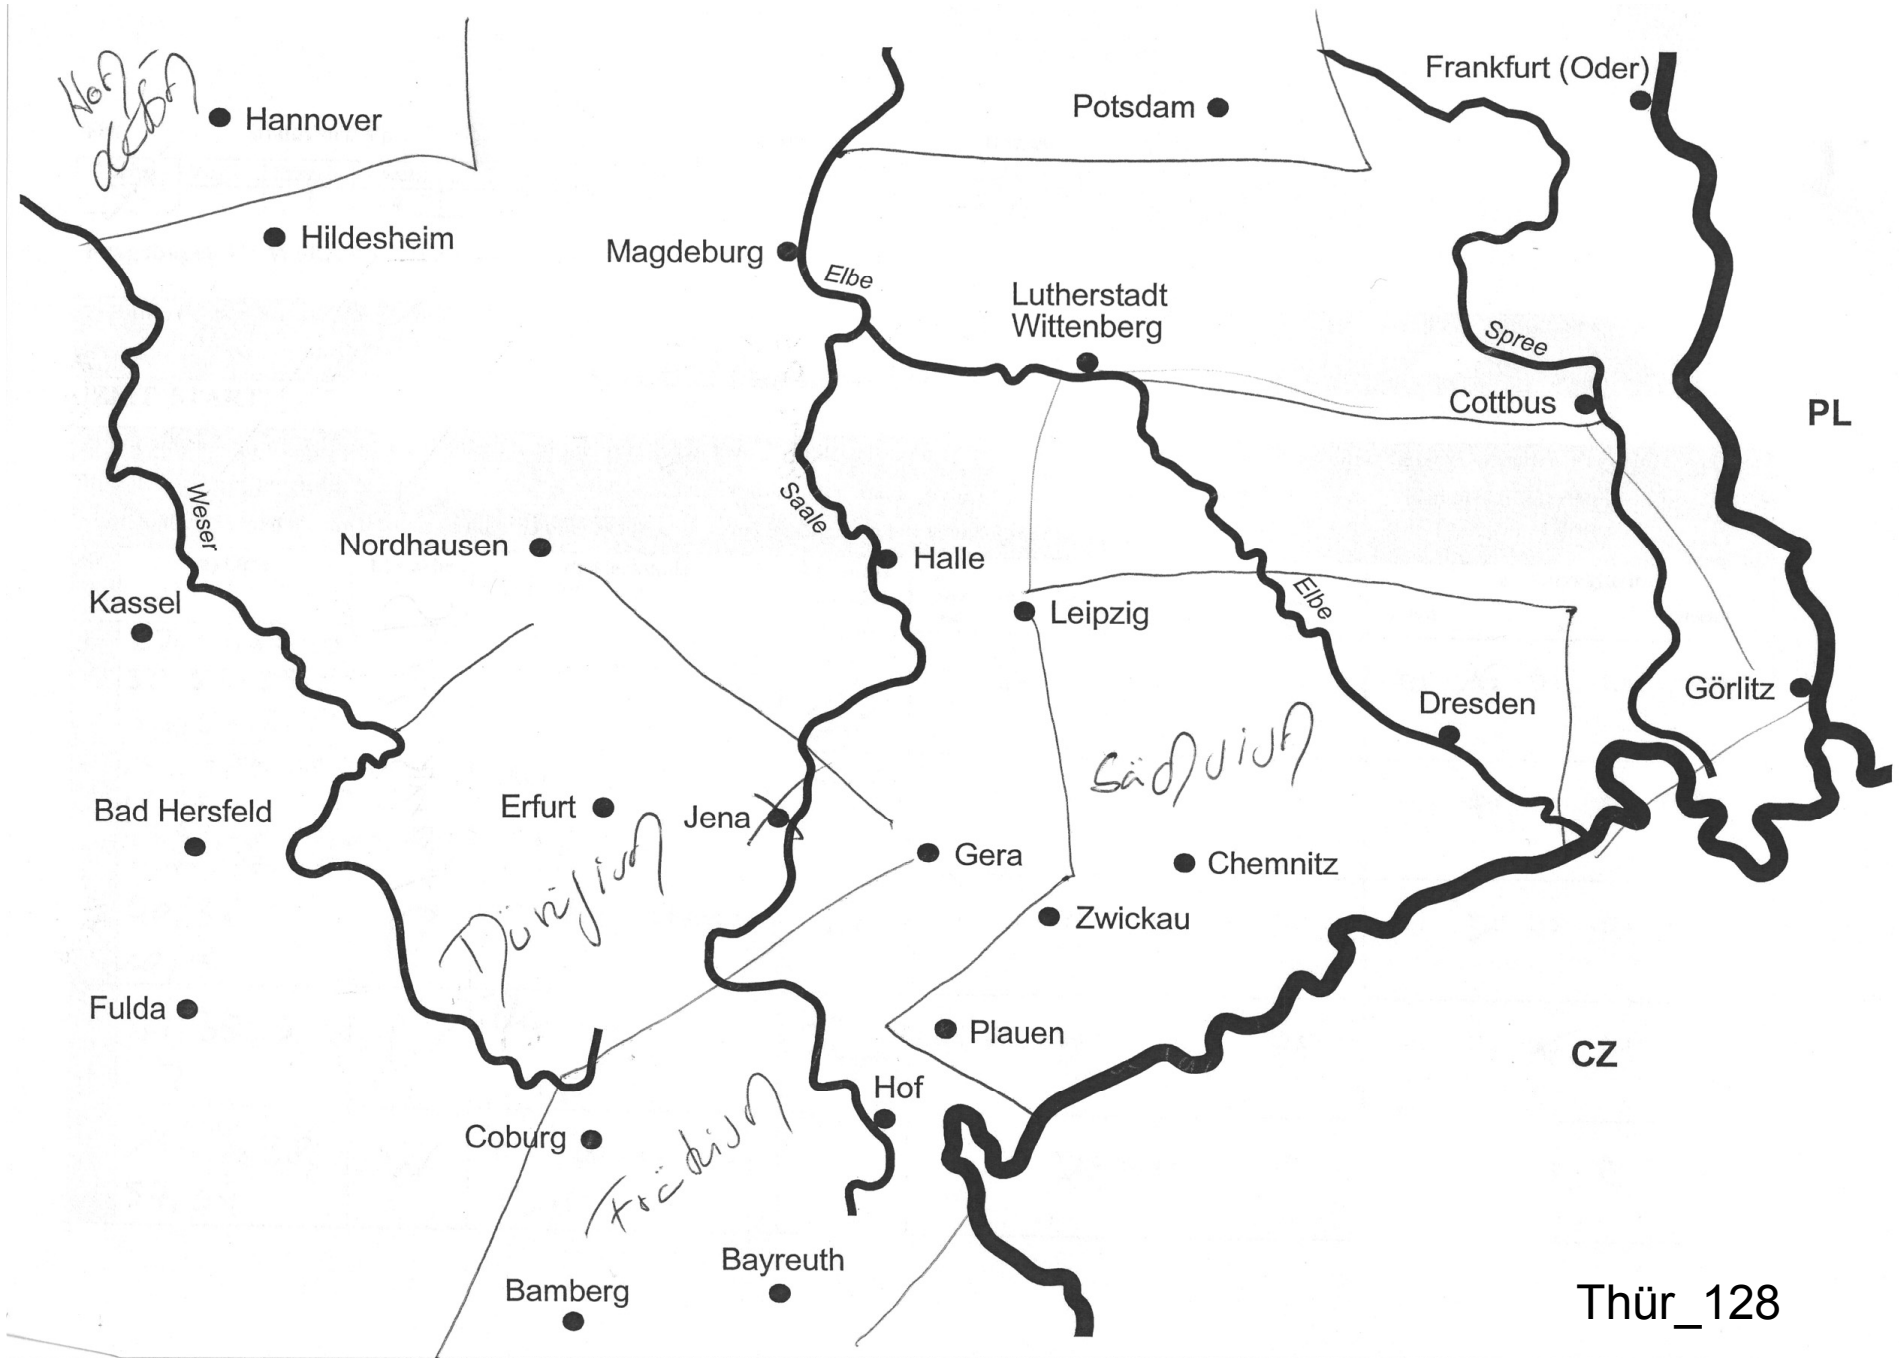 Frankfurt (Oder)
Potsdam
Hannover
Hildesheim
Magdeburg
Elbe
Lutherstadt
Wittenberg
Spree
Cottbus
PL
Weser
Saale
Nordhausen
Halle
Kassel
Leipzig
Elbe
Görlitz
Dresden
Bad Hersfeld
Erfurt
Jena
Gera
Chemnitz
Zwickau
Fulda
Plauen
CZ
Hof
Coburg
Bayreuth
Bamberg
Thür_128